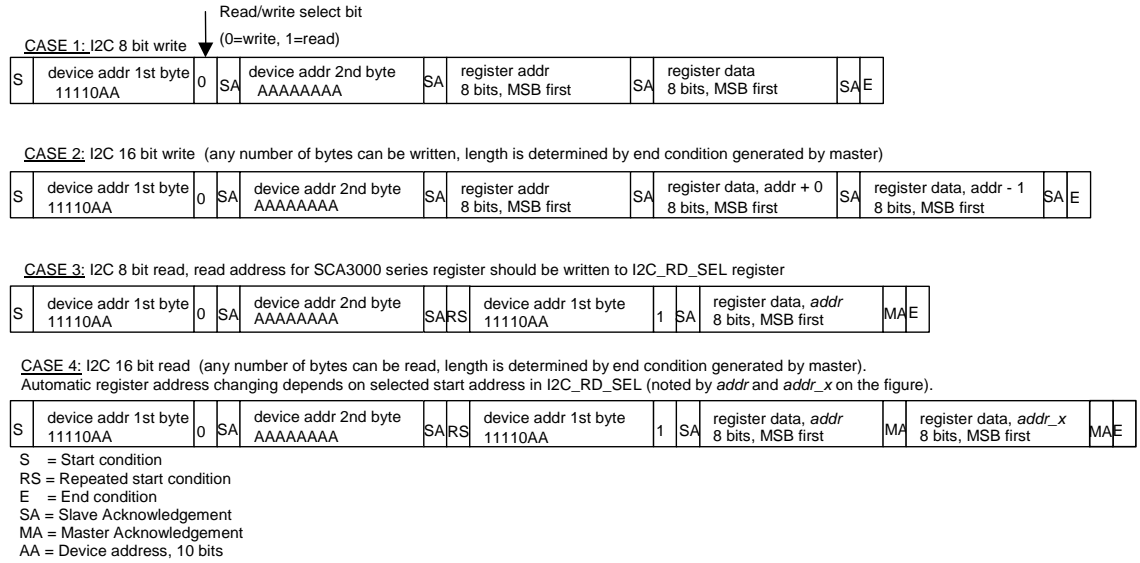 Read/write select bit
(0=write, 1=read)
CASE 1: I2C 8 bit write
S device addr 1st byte 0 SA device addr 2nd byte SA register addr SA register data SA E
11110AA AAAAAAAA 8 bits, MSB first 8 bits, MSB first
CASE 2: I2C 16 bit write (any number of bytes can be written, length is determined by end condition generated by master)
S device addr 1st byte 0 SA device addr 2nd byte SA register addr SA register data, addr + 0 SA register data, addr - 1 SA E
11110AA AAAAAAAA 8 bits, MSB first 8 bits, MSB first 8 bits, MSB first
CASE 3: I2C 8 bit read, read address for SCA3000 series register should be written to I2C_RD_SEL register
S device addr 1st byte 0 SA device addr 2nd byte SA RS device addr 1st byte 1 SA register data, addr MA E
11110AA AAAAAAAA 11110AA 8 bits, MSB first
CASE 4: I2C 16 bit read (any number of bytes can be read, length is determined by end condition generated by master).
Automatic register address changing depends on selected start address in I2C_RD_SEL (noted by addr and addr_x on the figure).
S device addr 1st byte 0 SA device addr 2nd byte SA RS device addr 1st byte 1 SA register data, addr MA register data, addr_x MA E
11110AA AAAAAAAA 11110AA 8 bits, MSB first 8 bits, MSB first
S = Start condition
RS = Repeated start condition
E = End condition
SA = Slave Acknowledgement
MA = Master Acknowledgement
AA = Device address, 10 bits